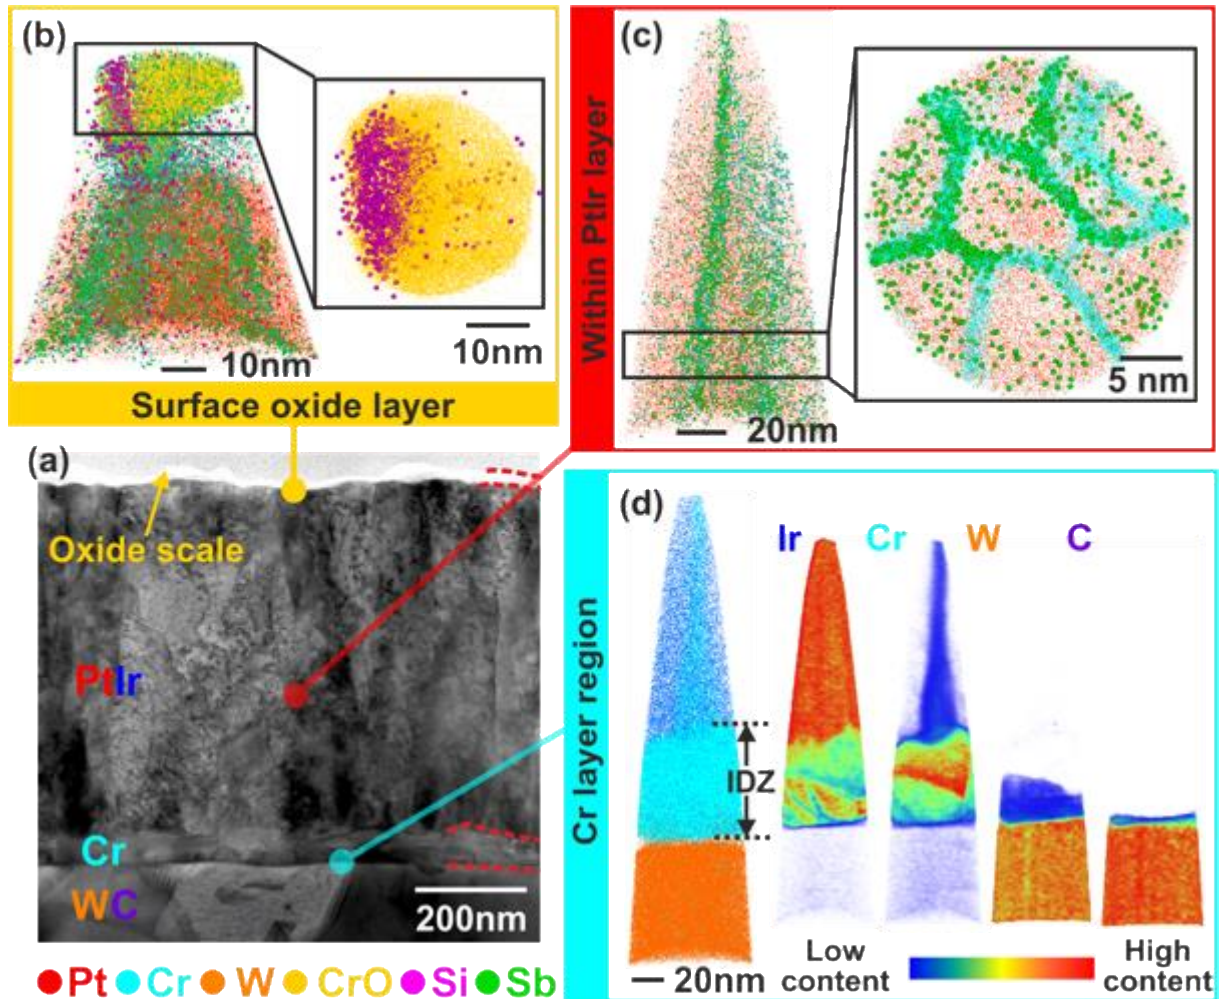 (b)
10nm
10nm
Surface oxide layer
(c)
Within PtIr layer
20nm
5 nm
(a)
Oxide scale
PtIr
Cr
WC
200nm
(d)
Cr layer region
Ir Cr W C
IDZ
20nm
Low content
High content
Pt Cr W CrO Si Sb